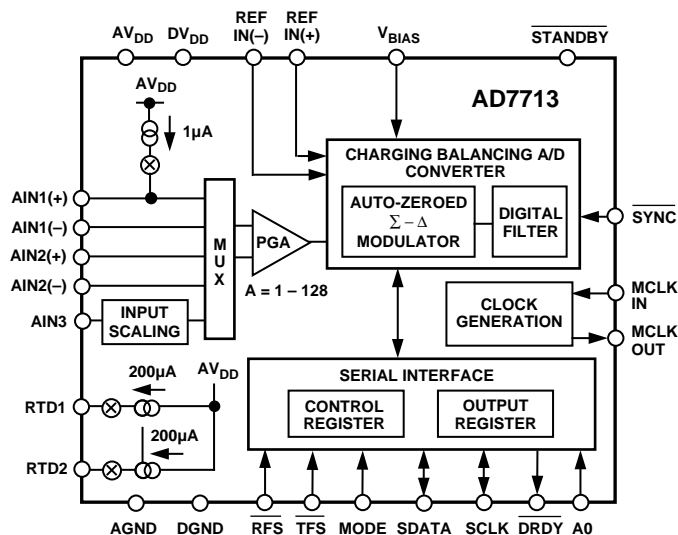 AVDD
DVDD
REF
IN(–)
REF
IN(+)
VBIAS
STANDBY
AVDD
1µA
AD7713
CHARGING BALANCING A/D
CONVERTER
AUTO-ZEROED
Σ – Δ
MODULATOR
DIGITAL
FILTER
AIN1(+)
AIN1(–)
AIN2(+)
AIN2(–)
AIN3
M
U
X
PGA
A = 1 – 128
INPUT
SCALING
SYNC
MCLK
IN
MCLK
OUT
CLOCK
GENERATION
SERIAL INTERFACE
CONTROL
REGISTER
OUTPUT
REGISTER
AVDD
200µA
RTD1
200µA
RTD2
AGND
DGND
RFS
TFS
MODE
SDATA
SCLK
DRDY
A0